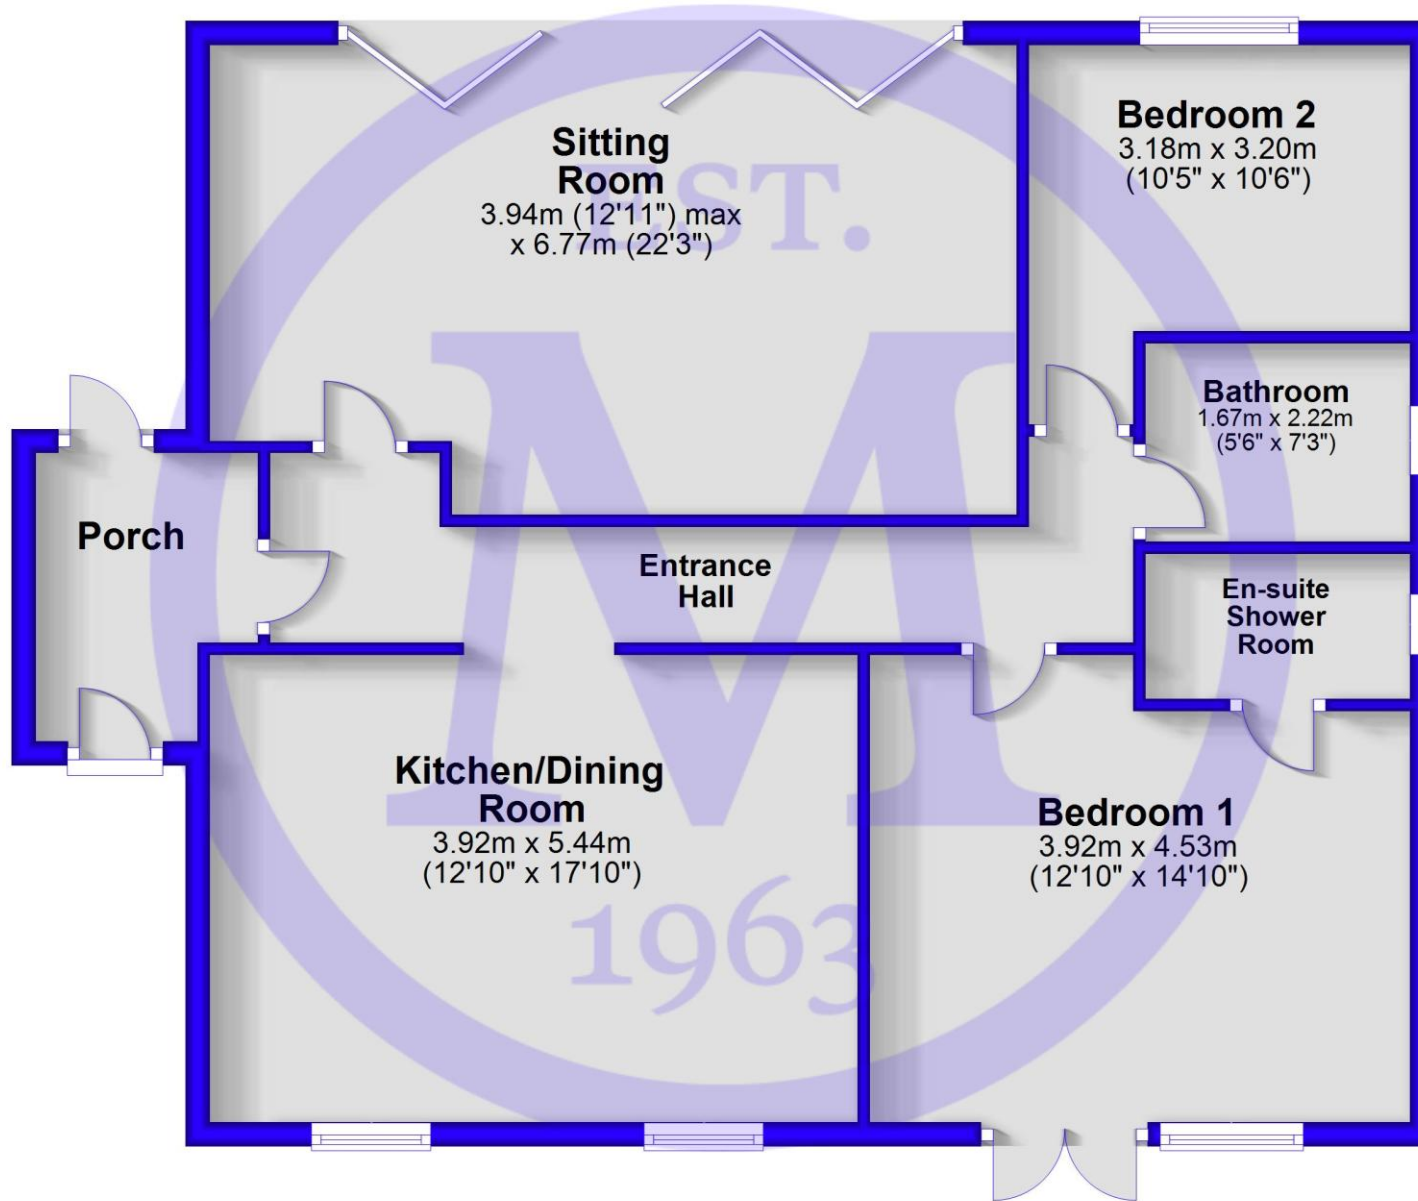 Sitting
Room
3.94m (12'11") max
x 6.77m (22'3")
Bedroom 2
3.18m x 3.20m
(10'5" x 10'6")
EST.
M
Bathroom
1.67m x 2.22m
(5'6" x 7'3")
Porch
Entrance
Hall
En-suite
Shower
Room
Kitchen/Dining
Room
3.92m x 5.44m
(12'10" x 17'10")
Bedroom 1
3.92m x 4.53m
(12'10" x 14'10")
1963